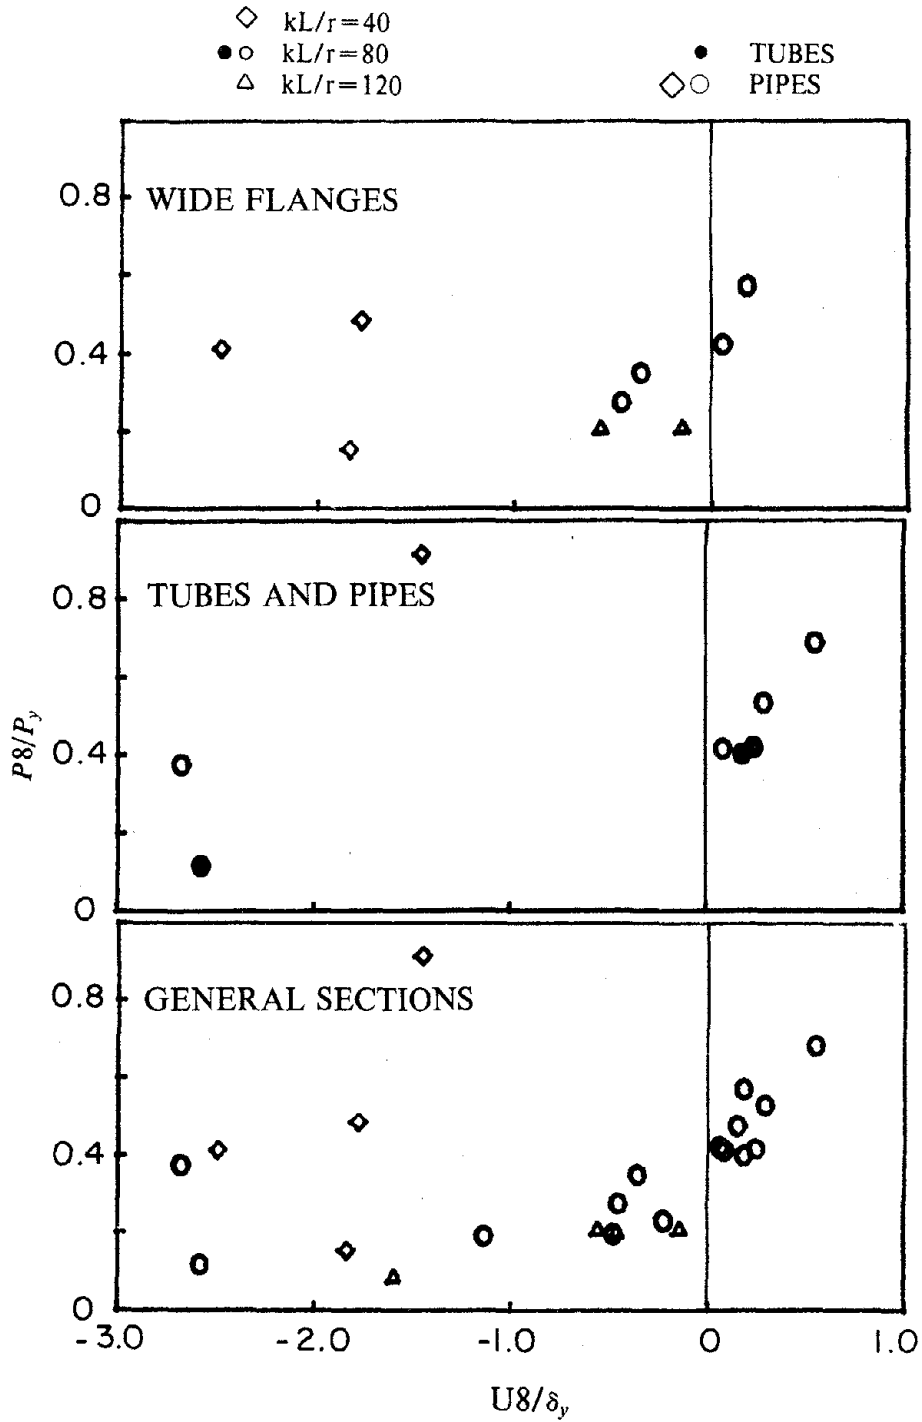 kL/r=40
kL/r=80
kL/r=120
TUBES
PIPES
0.8
WIDE FLANGES
0.4
0
0.8
TUBES AND PIPES
0.4
0
P8/Py
0.8
GENERAL SECTIONS
0.4
0
-3.0 -2.0 -1.0 0 1.0
U8/δy